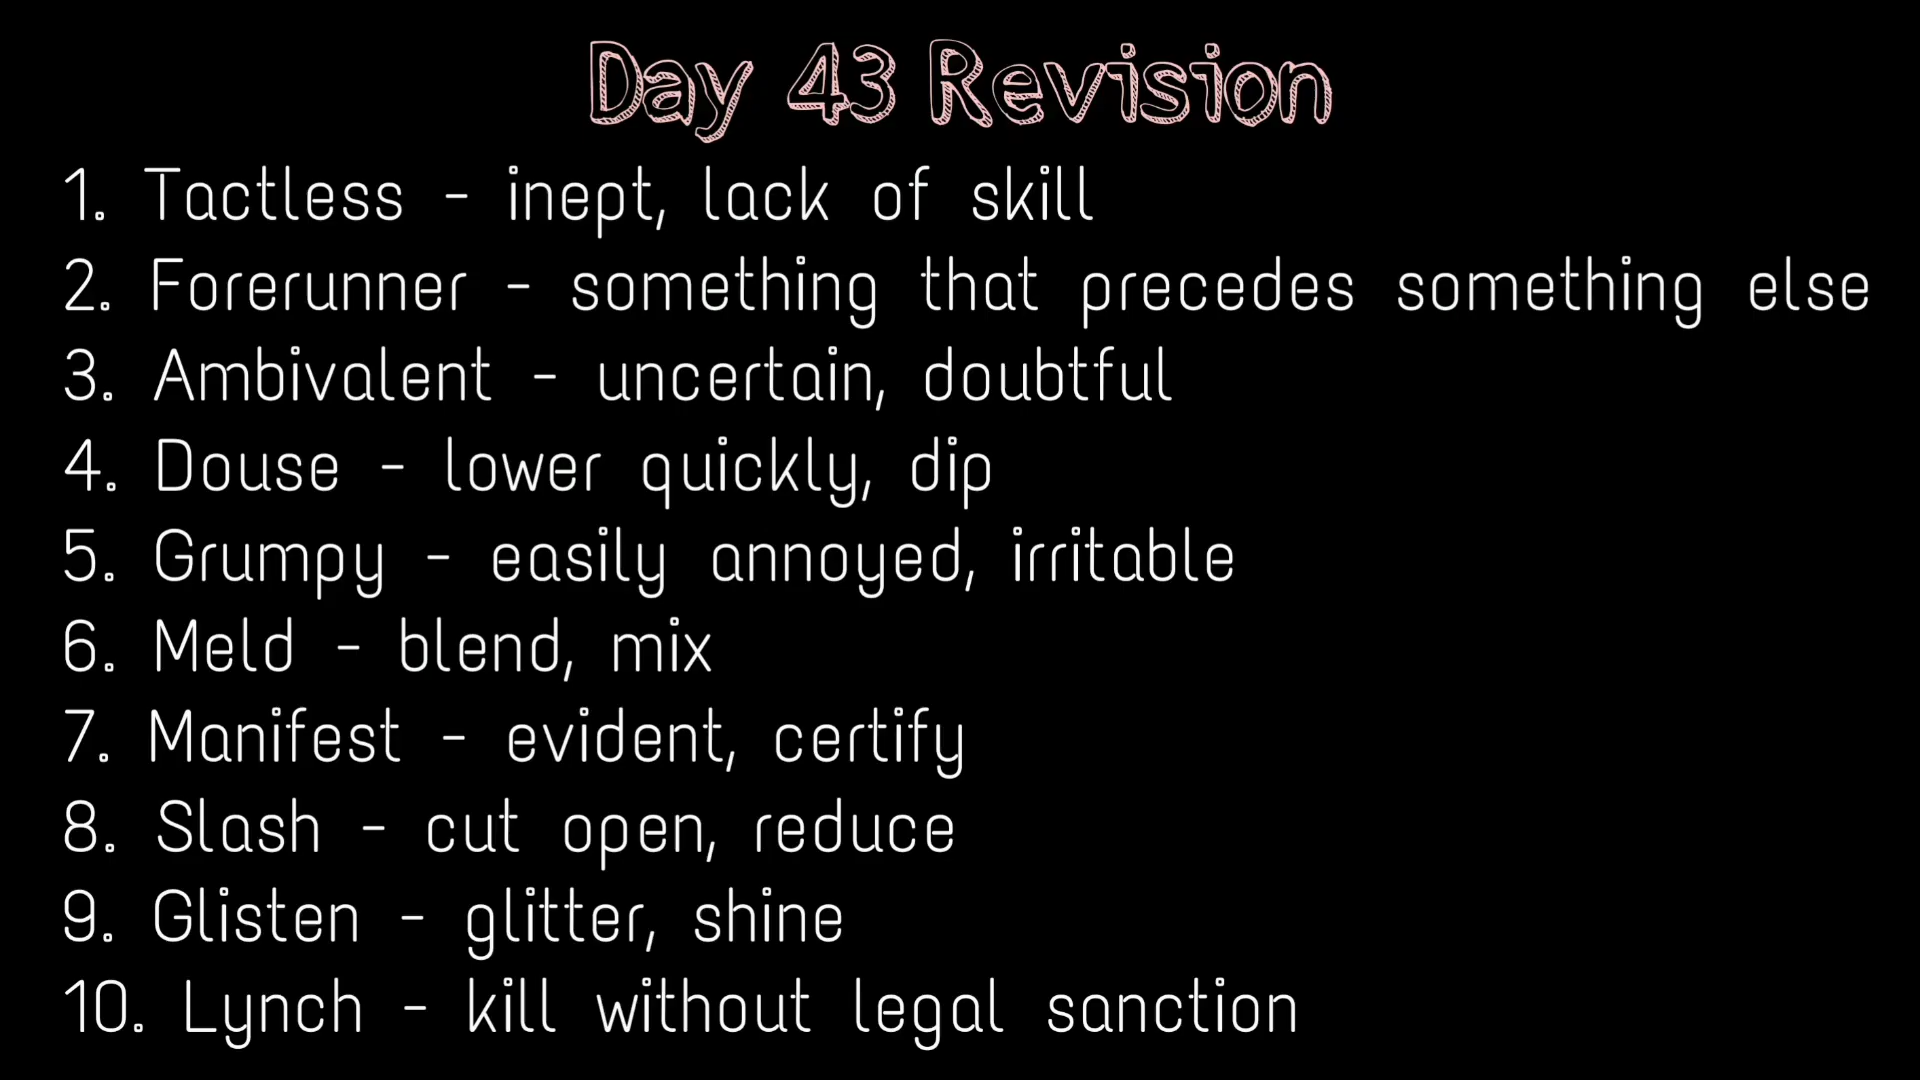 Day 43 Revision
1. Tactless - inept, lack of skill
2. Forerunner - something that precedes something else
3. Ambivalent - uncertain, doubtful
4. Douse - lower quickly, dip
5. Grumpy - easily annoyed, irritable
6. Meld - blend, mix
7. Manifest - evident, certify
8. Slash - cut open, reduce
9. Glisten - glitter, shine
10. Lynch - kill without legal sanction